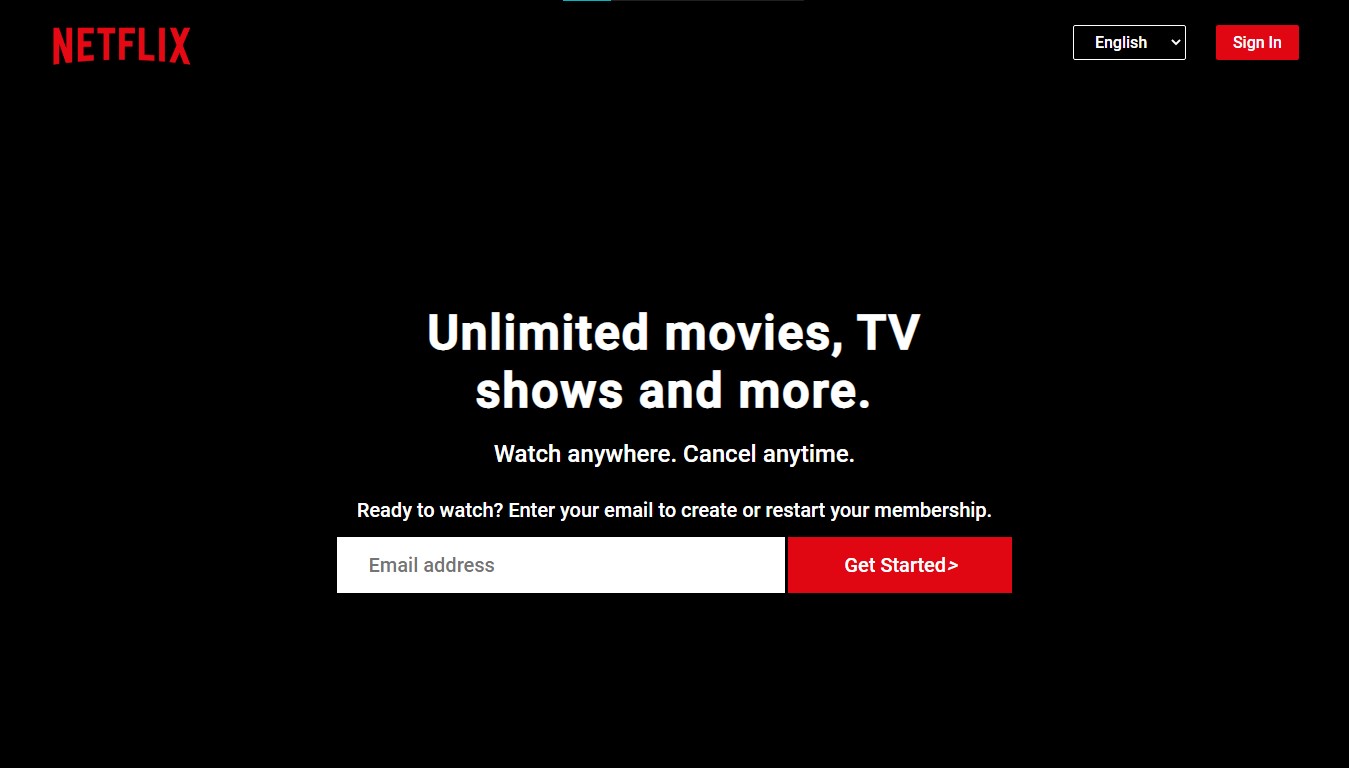 NETFLIX
English
Sign In
Unlimited movies, TV
shows and more.
Watch anywhere. Cancel anytime.
Ready to watch? Enter your email to create or restart your membership.
Email address
Get Started>